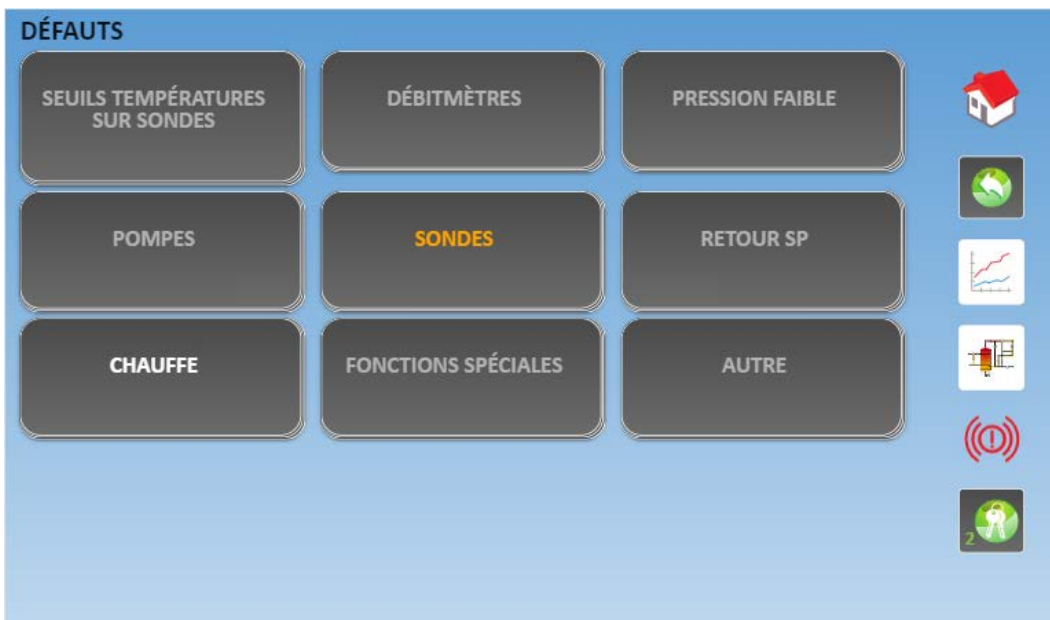 DÉFAUTS
SEUILS TEMPÉRATURES
SUR SONDES
DÉBITMÈTRES
PRESSION FAIBLE
POMPES
SONDES
RETOUR SP
CHAUFFE
FONCTIONS SPÉCIALES
AUTRE
2